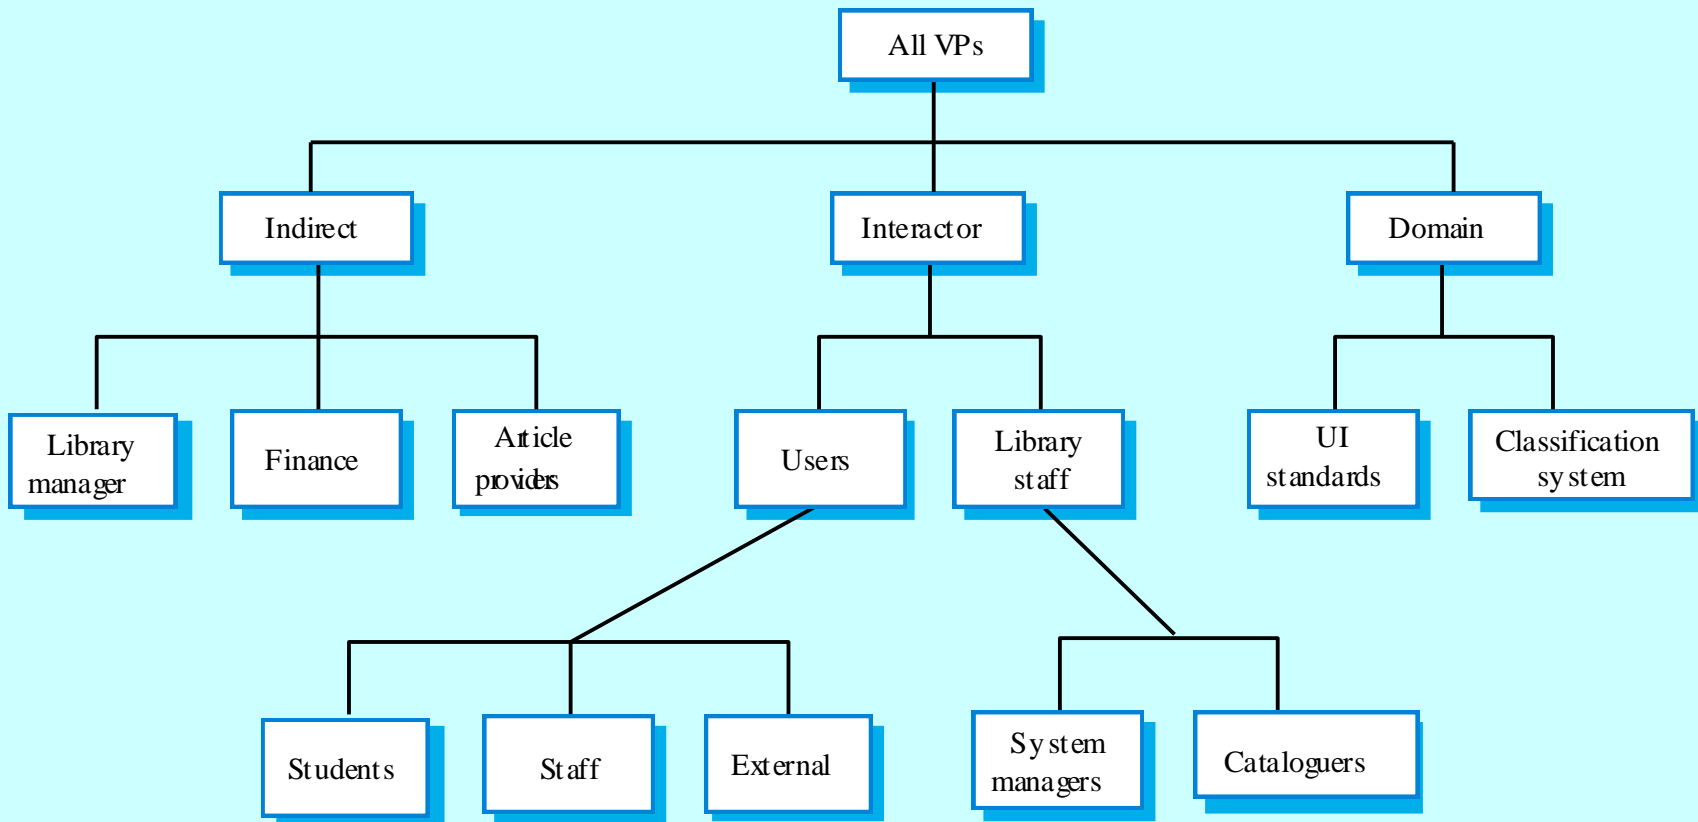 All VPs
Indirect
Interactor
Domain
Library
manager
Finance
Article
providers
Users
Library
staff
UI
standards
Classification
system
Students
Staff
External
System
managers
Cataloguers